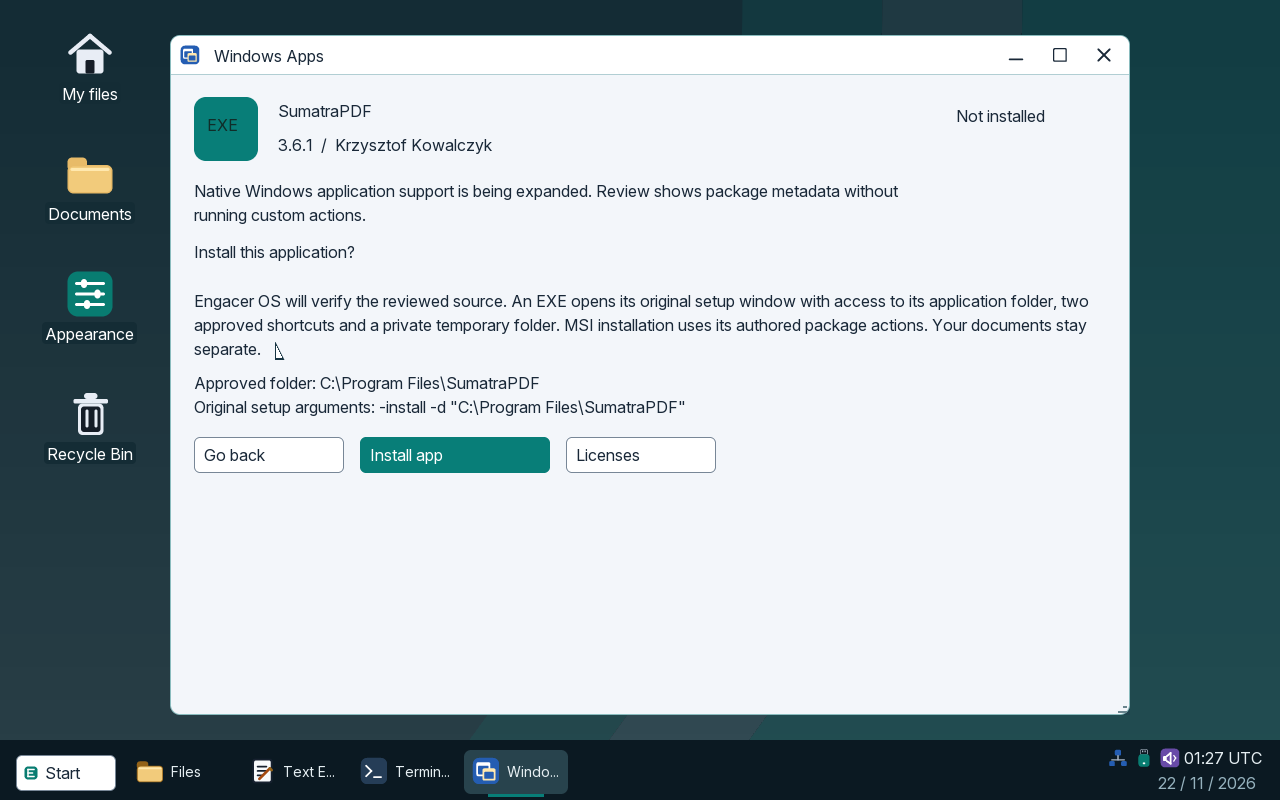 My files
Documents
Appearance
Recycle Bin
Windows Apps
EXE
SumatraPDF
3.6.1 / Krzysztof Kowalczyk
Not installed
Native Windows application support is being expanded. Review shows package metadata without
running custom actions.
Install this application?
Engacer OS will verify the reviewed source. An EXE opens its original setup window with access to its application folder, two
approved shortcuts and a private temporary folder. MSI installation uses its authored package actions. Your documents stay
separate.
Approved folder: C:\Program Files\SumatraPDF
Original setup arguments: -install -d "C:\Program Files\SumatraPDF"
Go back
Install app
Licenses
Start
Files
Text E...
Termin...
Windo...
01:27 UTC
22 / 11 / 2026